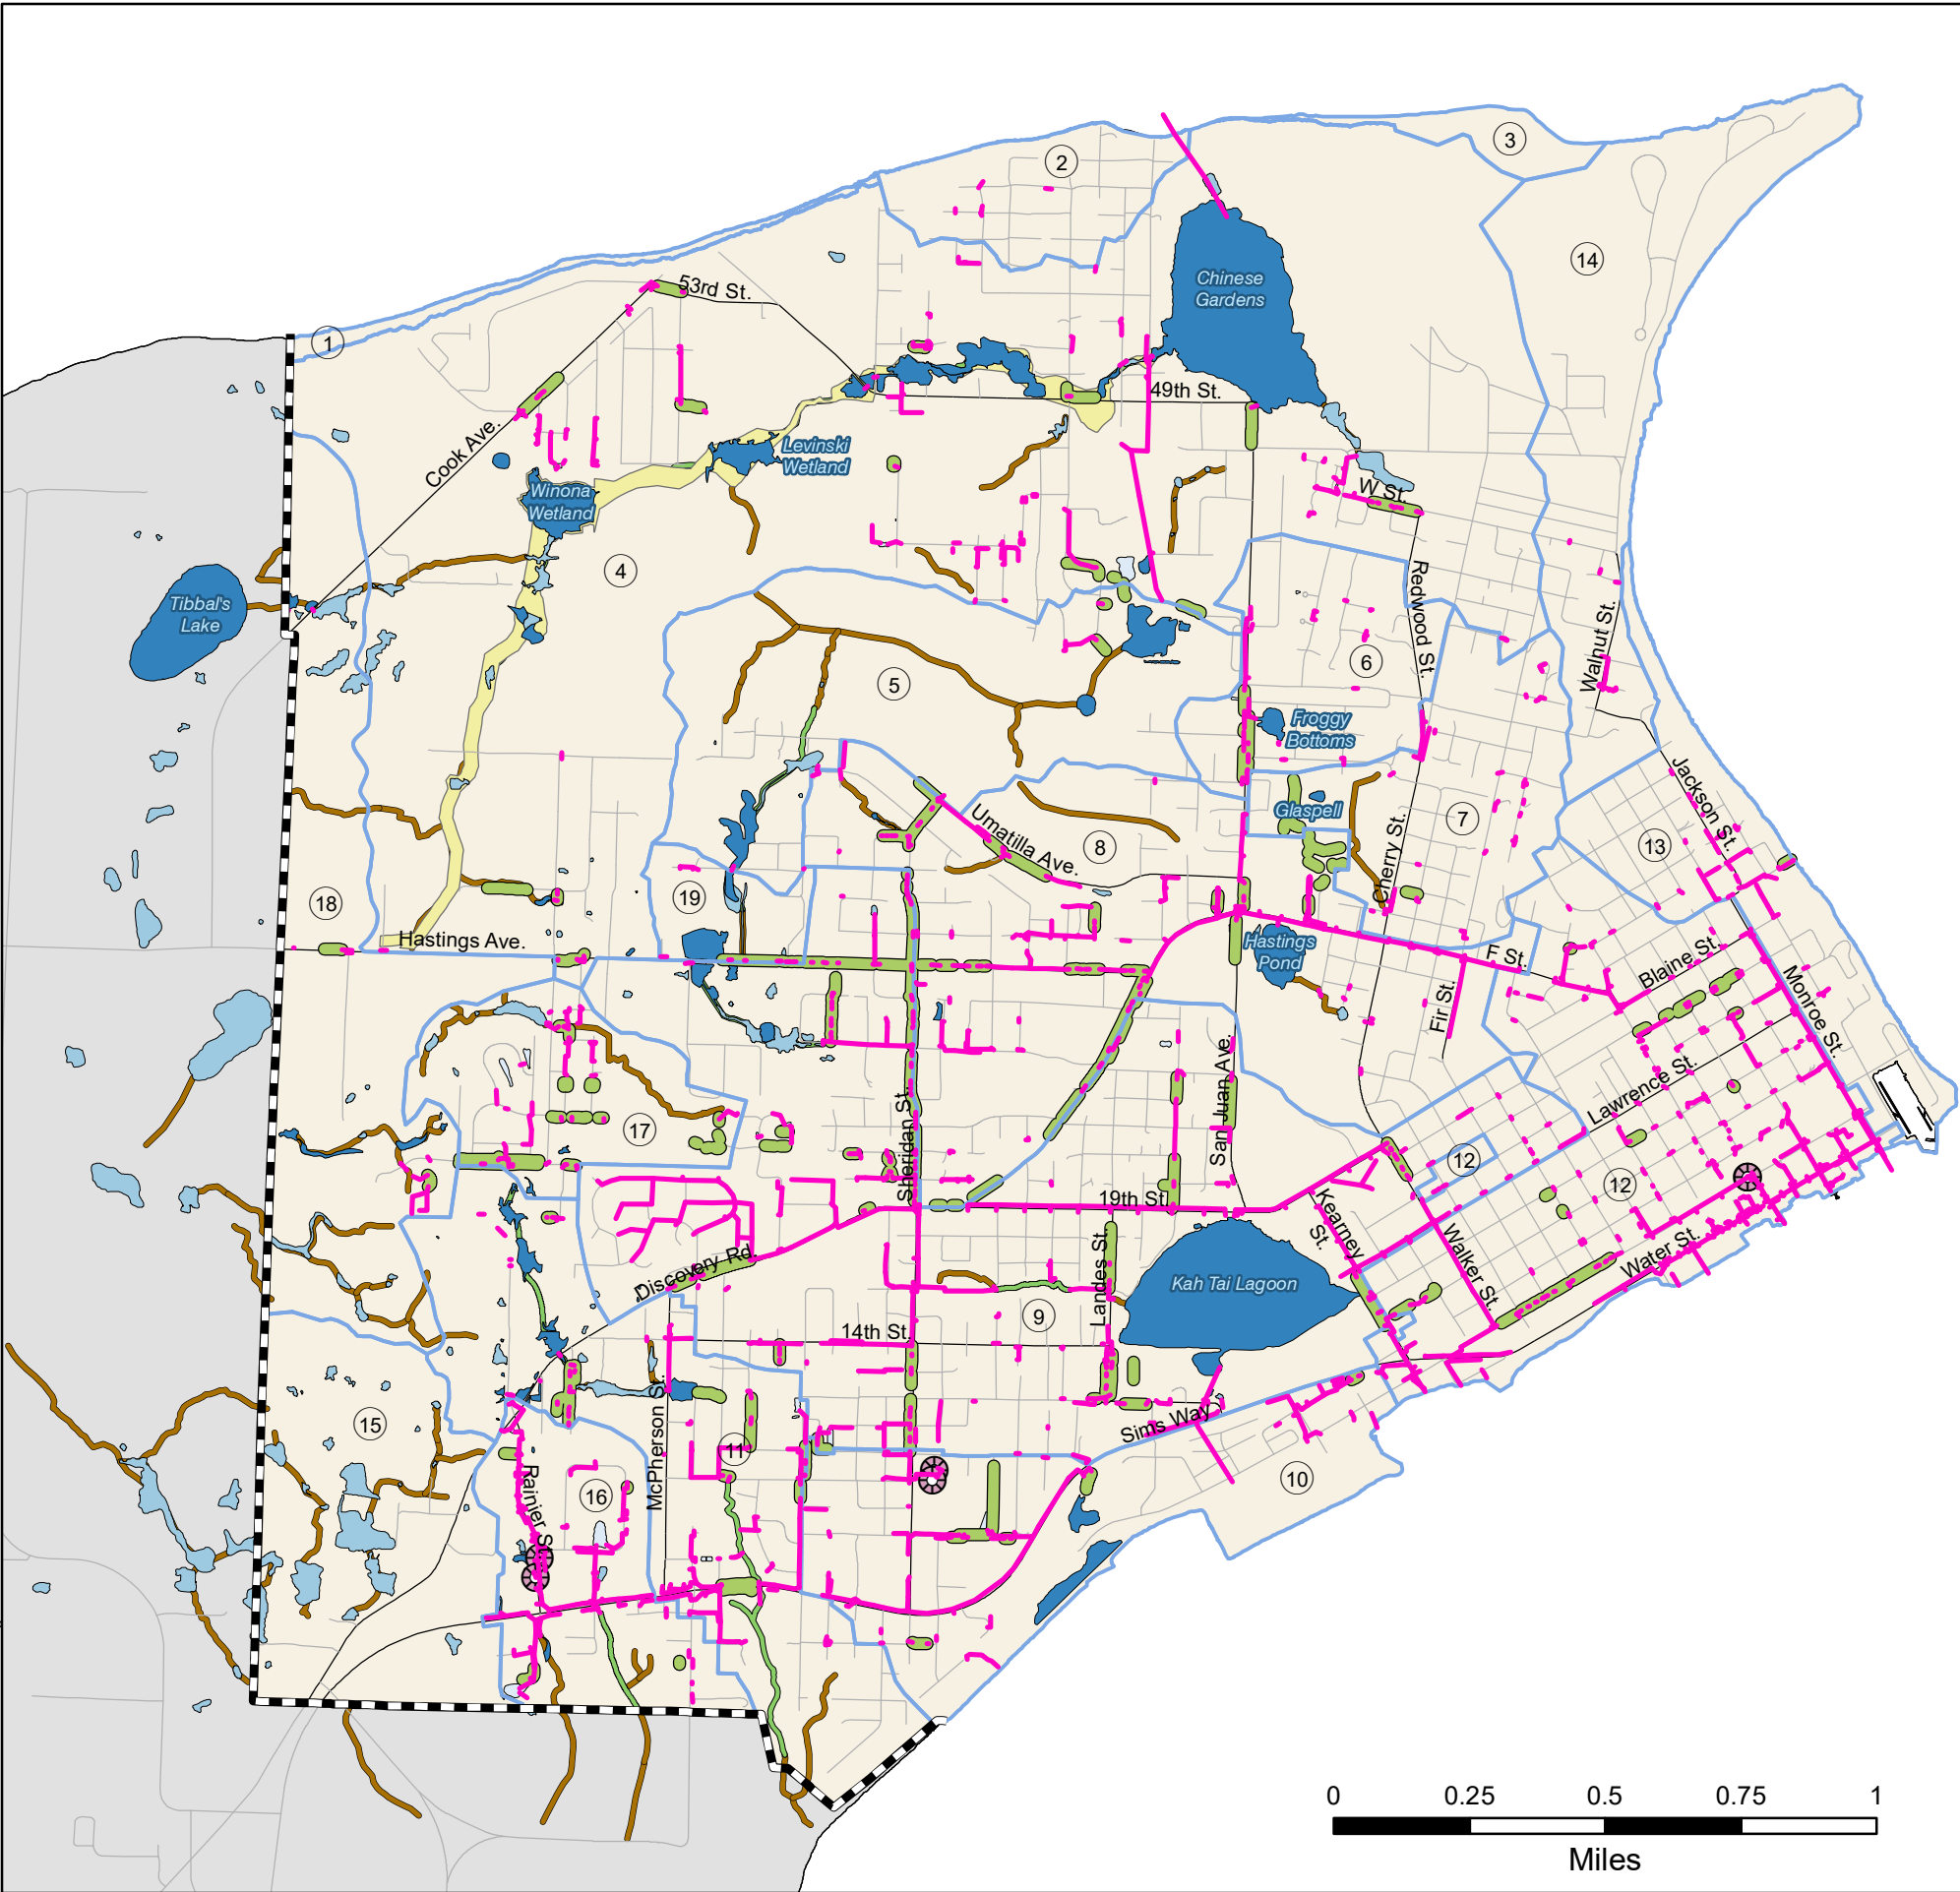 3
2
14
Chinese
Gardens
53rd St.
1
49th St.
Cook Ave.
Levinski
Wetland
W St.
Winona
Wetland
4
Redwood St.
Tibbal's
Lake
Walnut St.
6
5
Froggy
Bottoms
Jackson St.
Glaspell
Umatilla Ave.
8
7
13
Cherry St.
18
19
Hastings Ave.
Hastings
Pond
F St.
Blaine St.
Monroe St.
Fir St.
San Juan Ave.
Lawrence St.
Sheridan St.
17
12
12
19th St.
Kearney
St.
Walker St.
Water St.
Discovery Rd.
Landes St.
Kah Tai Lagoon
9
14th St.
15
McPherson St.
Sims Way
11
10
Rainier St.
16
0
0.25
0.5
0.75
1
Miles